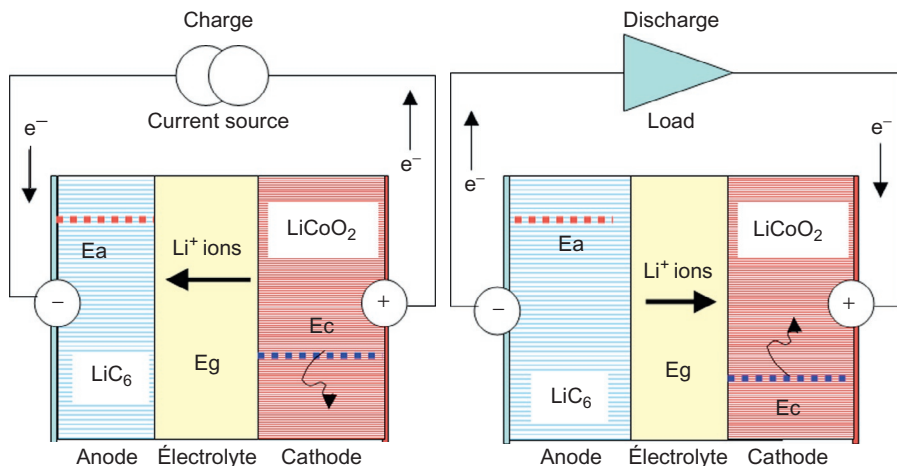 Charge
Current source
e⁻
e⁻
Ea
Li⁺ ions
LiCoO₂
−
+
Ec
Eg
LiC₆
Anode
Électrolyte
Cathode
Discharge
Load
e⁻
e⁻
Ea
Li⁺ ions
LiCoO₂
−
+
Eg
LiC₆
Ec
Anode
Électrolyte
Cathode